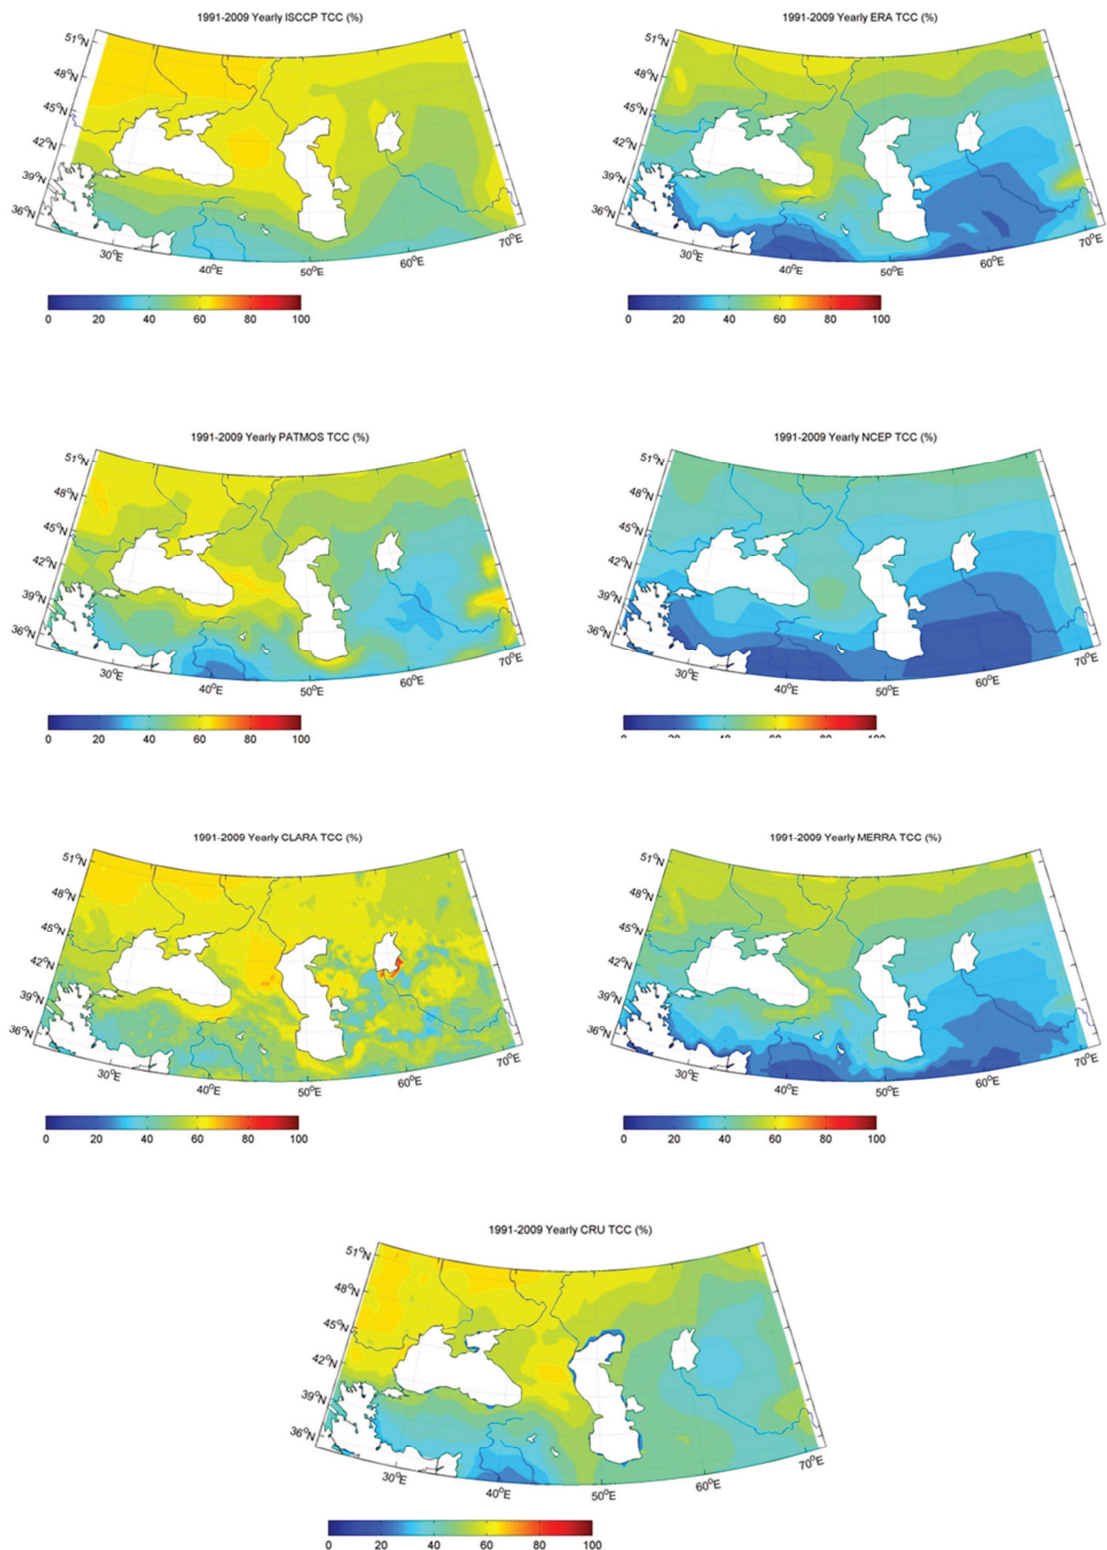 1991-2009 Yearly ISCCP TCC (%)
51°N
48°N
45°N
42°N
39°N
36°N
30°E
40°E
50°E
60°E
70°E
0 20 40 60 80 100
1991-2009 Yearly ERA TCC (%)
51°N
48°N
45°N
42°N
39°N
36°N
30°E
40°E
50°E
60°E
70°E
0 20 40 60 80 100
1991-2009 Yearly PATMOS TCC (%)
51°N
48°N
45°N
42°N
39°N
36°N
30°E
40°E
50°E
60°E
70°E
0 20 40 60 80 100
1991-2009 Yearly NCEP TCC (%)
51°N
48°N
45°N
42°N
39°N
36°N
30°E
40°E
50°E
60°E
70°E
0 20 40 60 80 100
1991-2009 Yearly CLARA TCC (%)
51°N
48°N
45°N
42°N
39°N
36°N
30°E
40°E
50°E
60°E
70°E
0 20 40 60 80 100
1991-2009 Yearly MERRA TCC (%)
51°N
48°N
45°N
42°N
39°N
36°N
30°E
40°E
50°E
60°E
70°E
0 20 40 60 80 100
1991-2009 Yearly CRU TCC (%)
51°N
48°N
45°N
42°N
39°N
36°N
30°E
40°E
50°E
60°E
70°E
0 20 40 60 80 100